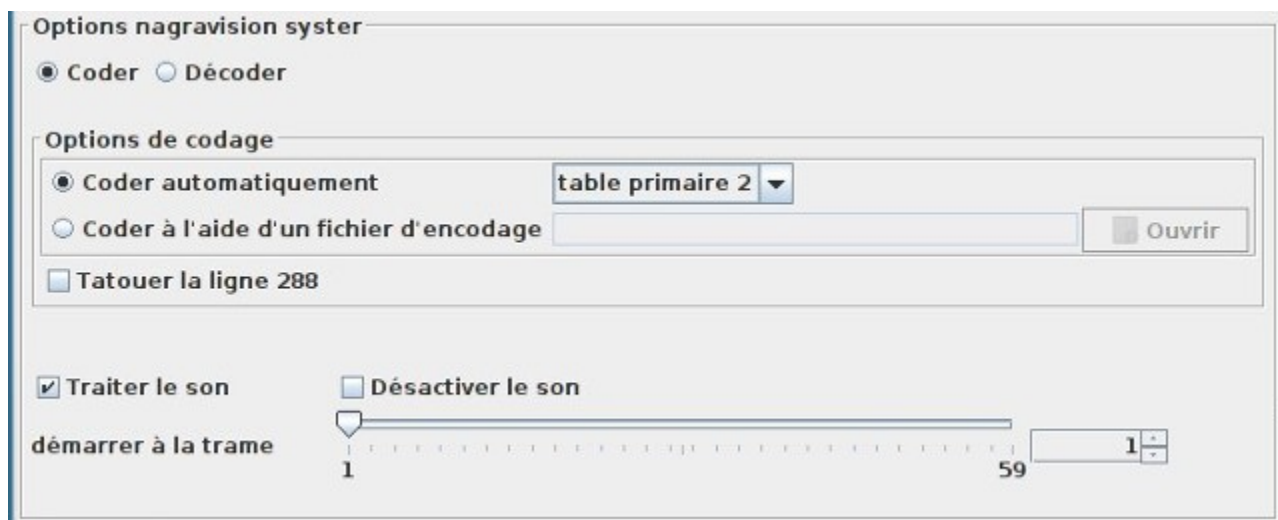 Options nagravision syster
Coder Décoder
Options de codage
Coder automatiquement table primaire 2
Coder à l'aide d'un fichier d'encodage Ouvrir
Tatouer la ligne 288
Traiter le son Désactiver le son
démarrer à la trame 1
1 59